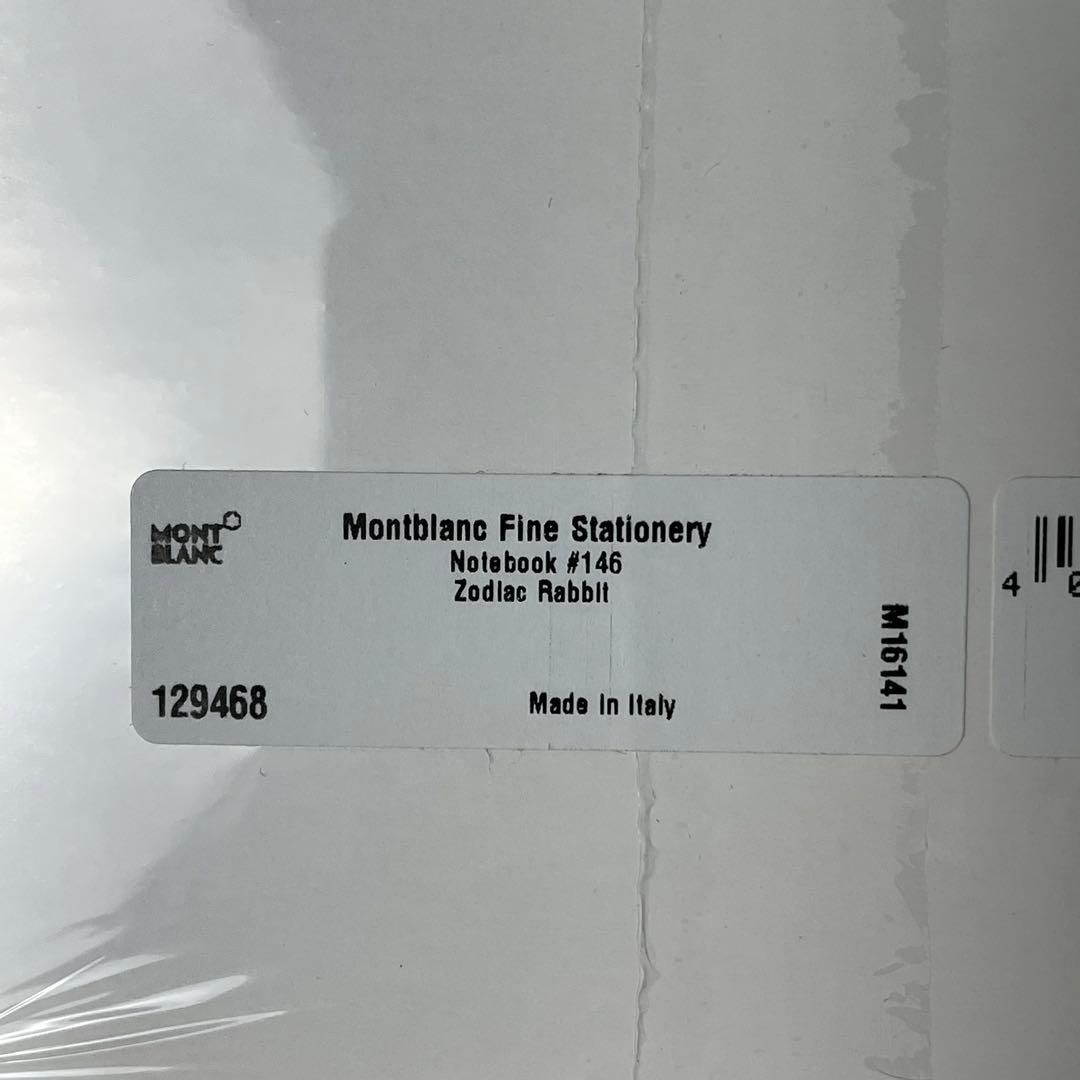 MONT
BLANC
Montblanc Fine Stationery
Notebook #146
Zodiac Rabbit
129468
Made in Italy
M16141
4